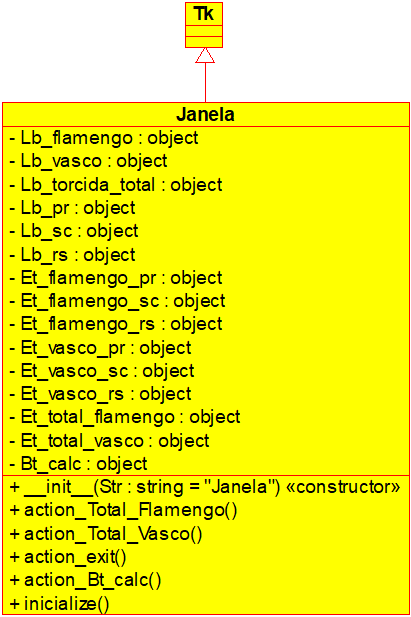 Tk
Janela
- Lb_flamengo : object
- Lb_vasco : object
- Lb_torcida_total : object
- Lb_pr : object
- Lb_sc : object
- Lb_rs : object
- Et_flamengo_pr : object
- Et_flamengo_sc : object
- Et_flamengo_rs : object
- Et_vasco_pr : object
- Et_vasco_sc : object
- Et_vasco_rs : object
- Et_total_flamengo : object
- Et_total_vasco : object
- Bt_calc : object
+ __init__(Str : string = "Janela") «constructor»
+ action_Total_Flamengo()
+ action_Total_Vasco()
+ action_exit()
+ action_Bt_calc()
+ inicialize()